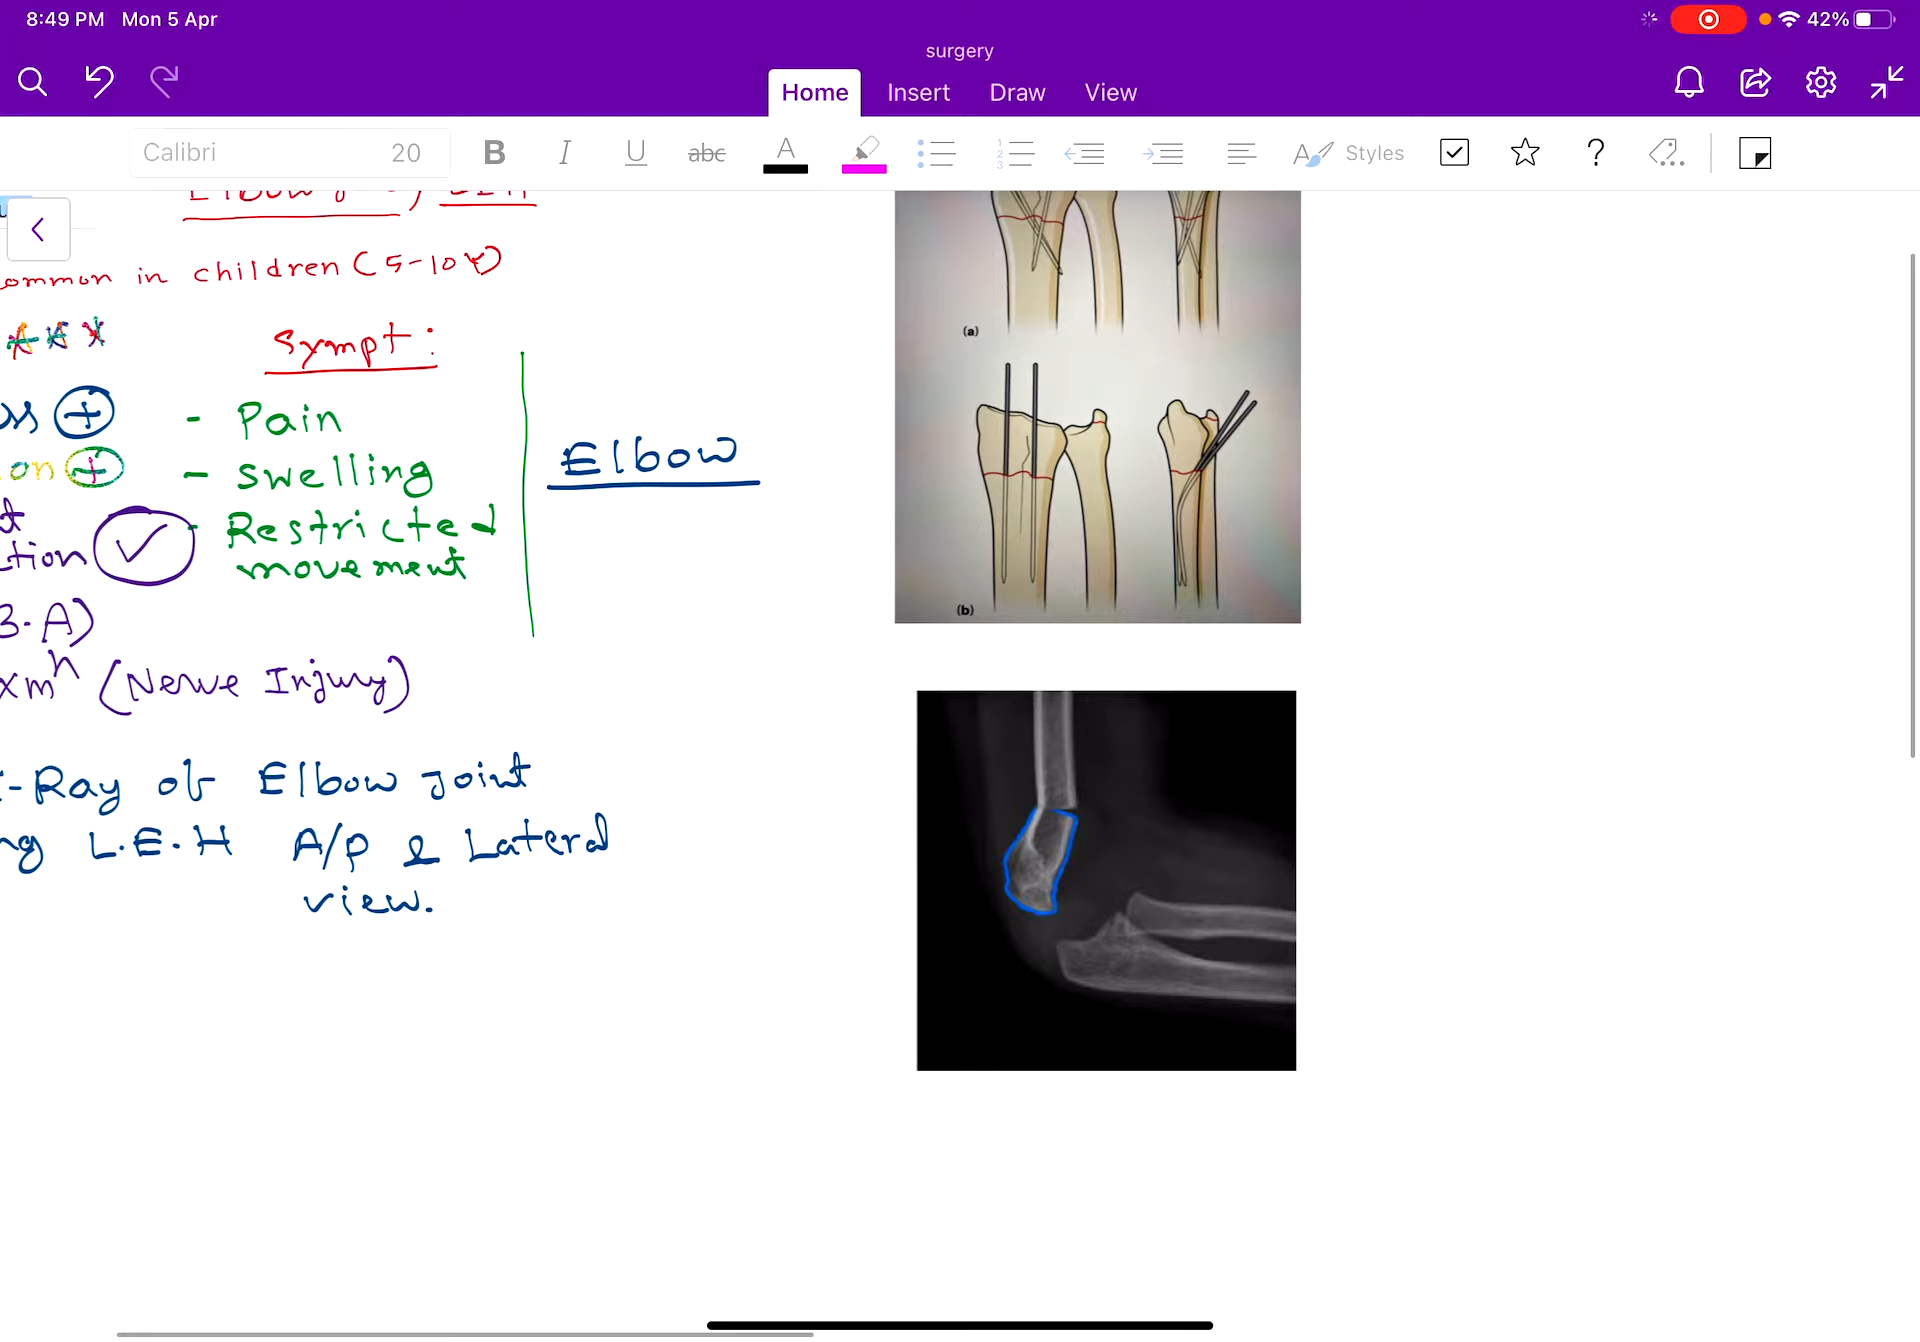 8:49 PM Mon 5 Apr
42%
surgery
Home Insert Draw View
Calibri 20 B I U abc A Styles
ommon in children (5-10Y)
Sympt:
- Pain
- swelling
- Restricted
movement
Elbow
(Nerve Injury)
-Ray of Elbow Joint
L.E.H A/P & Lateral
view.
(a)
(b)